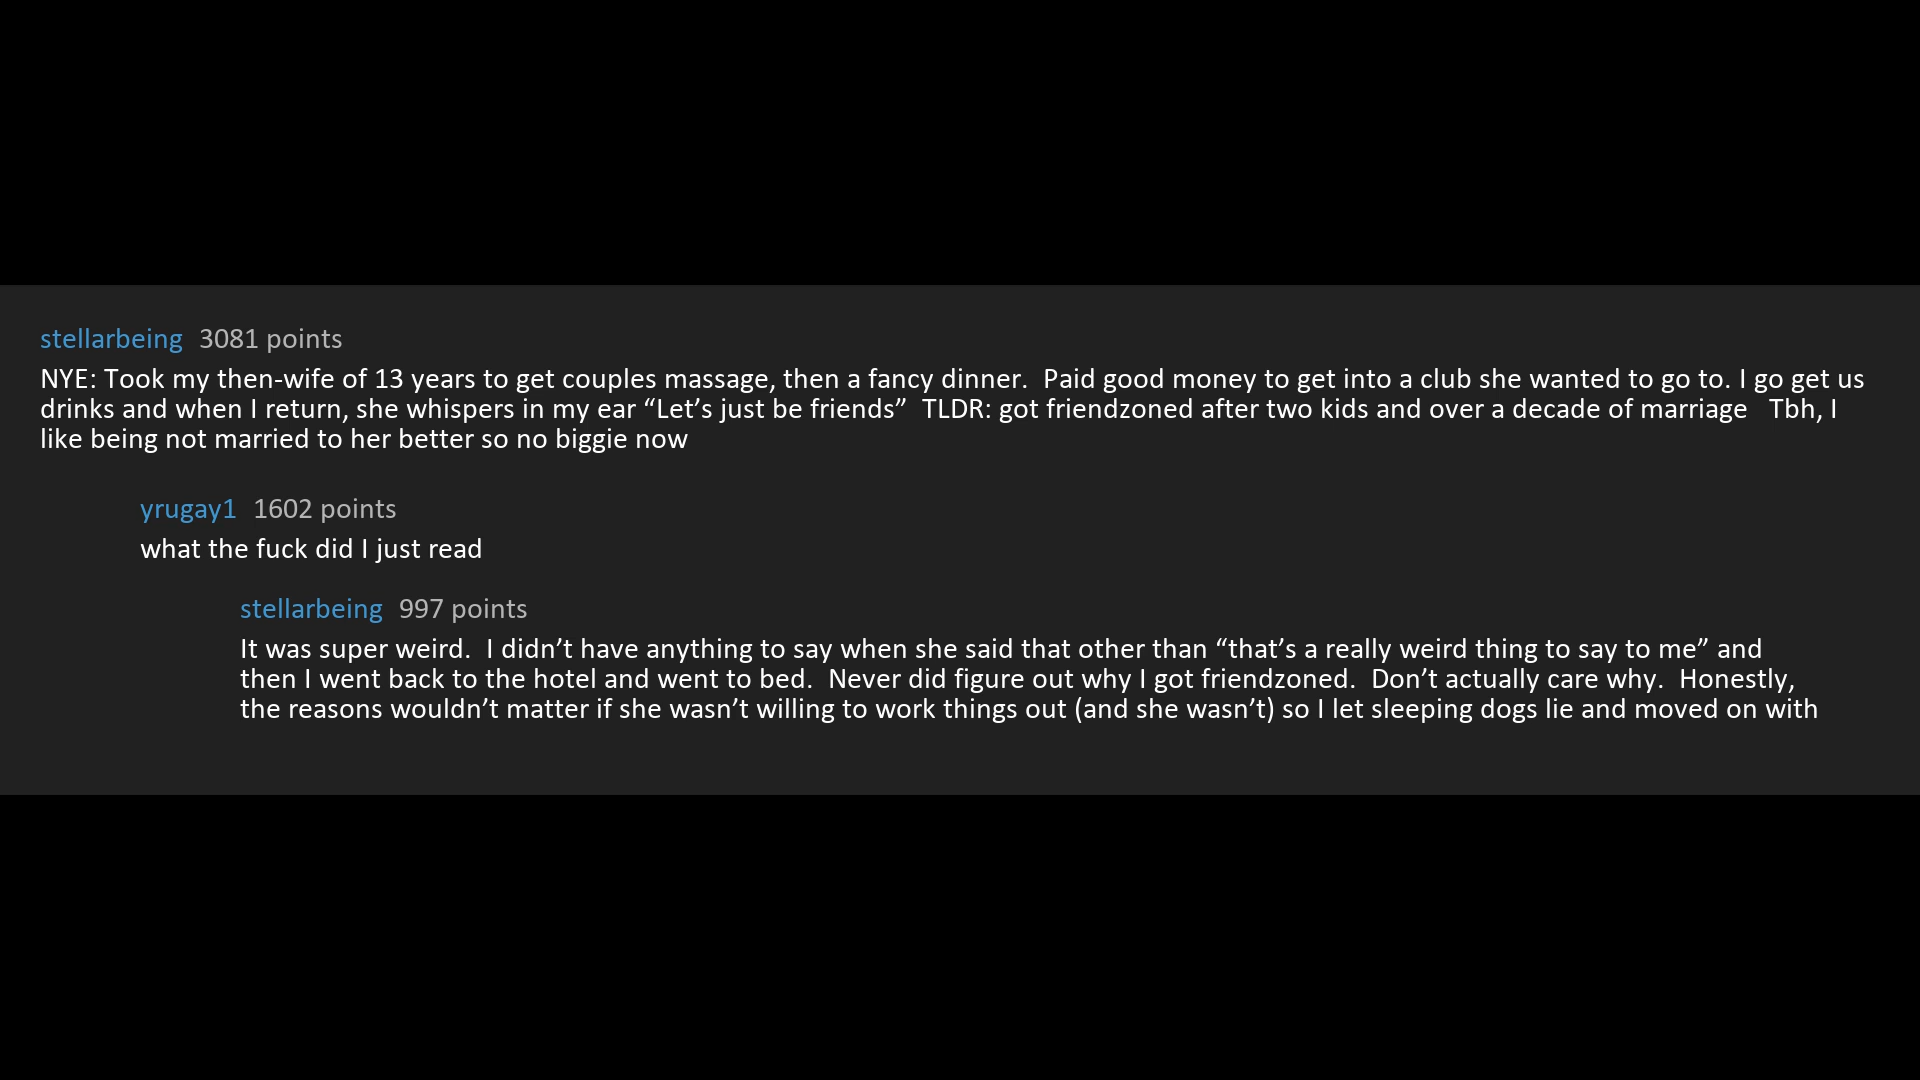 stellarbeing 3081 points
NYE: Took my then-wife of 13 years to get couples massage, then a fancy dinner.  Paid good money to get into a club she wanted to go to. I go get us
drinks and when I return, she whispers in my ear “Let’s just be friends”  TLDR: got friendzoned after two kids and over a decade of marriage   Tbh, I
like being not married to her better so no biggie now
yrugay1 1602 points
what the fuck did I just read
stellarbeing 997 points
It was super weird.  I didn’t have anything to say when she said that other than “that’s a really weird thing to say to me” and
then I went back to the hotel and went to bed.  Never did figure out why I got friendzoned.  Don’t actually care why.  Honestly,
the reasons wouldn’t matter if she wasn’t willing to work things out (and she wasn’t) so I let sleeping dogs lie and moved on with